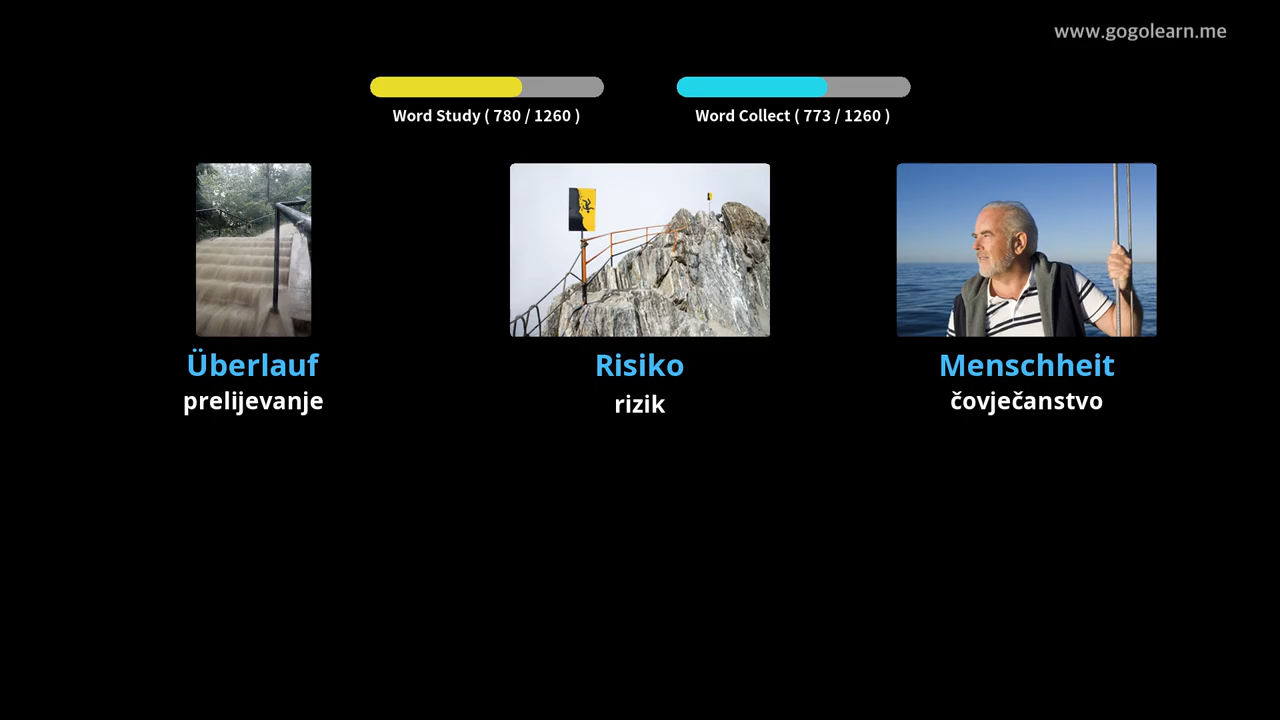 www.gogolearn.me
Word Study ( 780 / 1260 )
Word Collect ( 773 / 1260 )
Überlauf
Risiko
Menschheit
prelijevanje
rizik
čovječanstvo